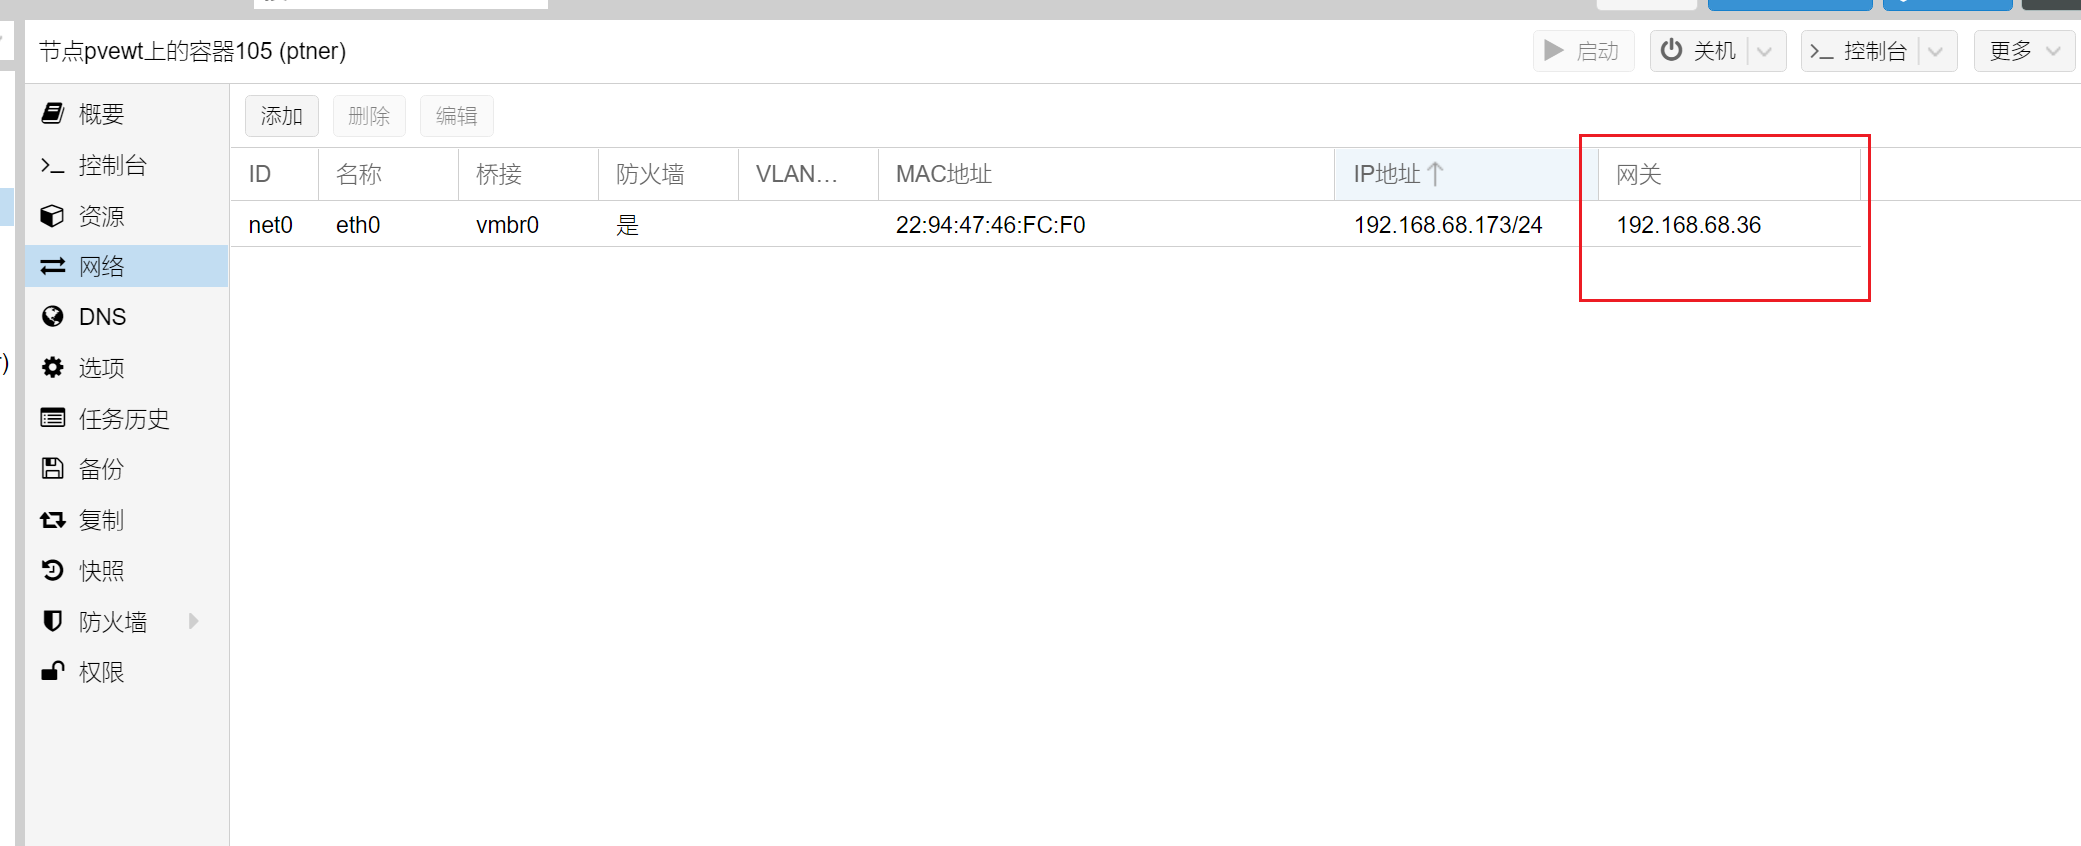 节点pvewt上的容器105 (ptner)
启动
关机
控制台
更多
概要
控制台
资源
网络
DNS
选项
任务历史
备份
复制
快照
防火墙
权限
添加
删除
编辑
ID 名称 桥接 防火墙 VLAN... MAC地址 IP地址↑ 网关
net0 eth0 vmbr0 是 22:94:47:46:FC:F0 192.168.68.173/24 192.168.68.36